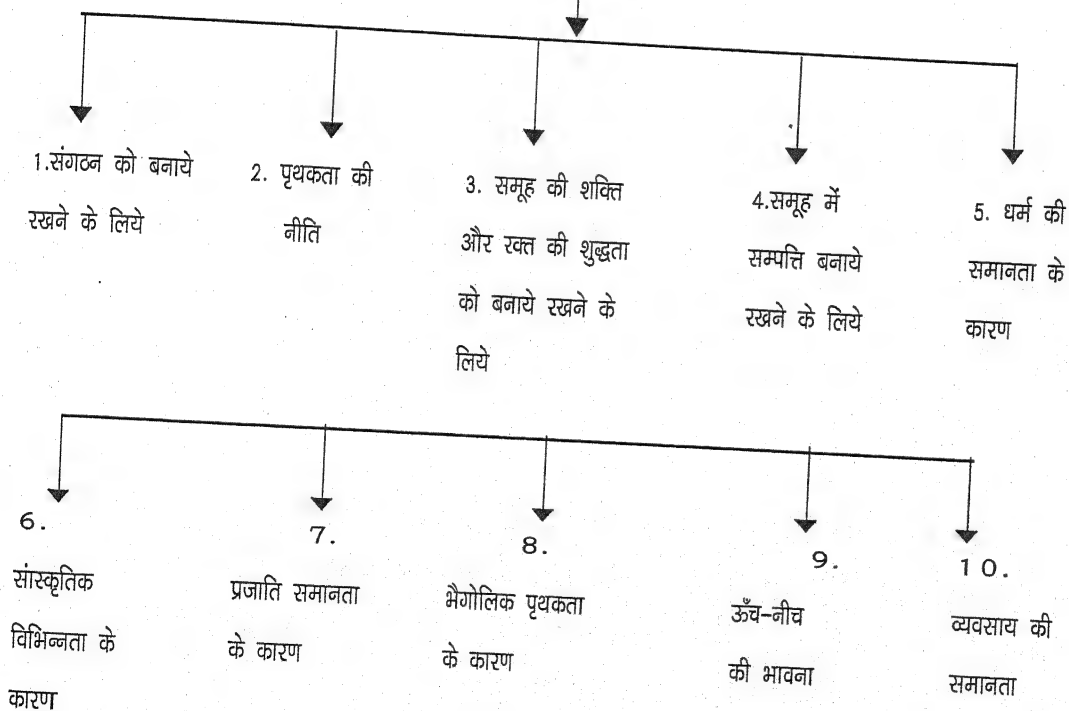 1.संगठन को बनाये
रखने के लिये
2. पृथकता की
नीति
3. समूह की शक्ति
और रक्त की शुद्धता
को बनाये रखने के
लिये
4.समूह में
सम्पत्ति बनाये
रखने के लिये
5. धर्म की
समानता के
कारण
6.
सांस्कृतिक
विभिन्नता के
कारण
7.
प्रजाति समानता
के कारण
8.
भैगोलिक पृथकता
के कारण
9.
ऊँच-नीच
की भावना
10.
व्यवसाय की
समानता